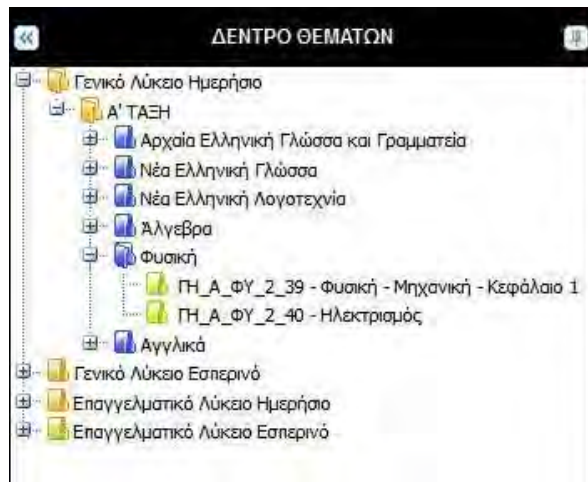 ΔΕΝΤΡΟ ΘΕΜΑΤΩΝ
Γενικό Λύκειο Ημερήσιο
Α' ΤΑΞΗ
Αρχαία Ελληνική Γλώσσα και Γραμματεία
Νέα Ελληνική Γλώσσα
Νέα Ελληνική Λογοτεχνία
Άλγεβρα
Φυσική
ΓΗ_Α_ΦΥ_2_39 - Φυσική - Μηχανική - Κεφάλαιο 1
ΓΗ_Α_ΦΥ_2_40 - Ηλεκτρισμός
Αγγλικά
Γενικό Λύκειο Εσπερινό
Επαγγελματικό Λύκειο Ημερήσιο
Επαγγελματικό Λύκειο Εσπερινό